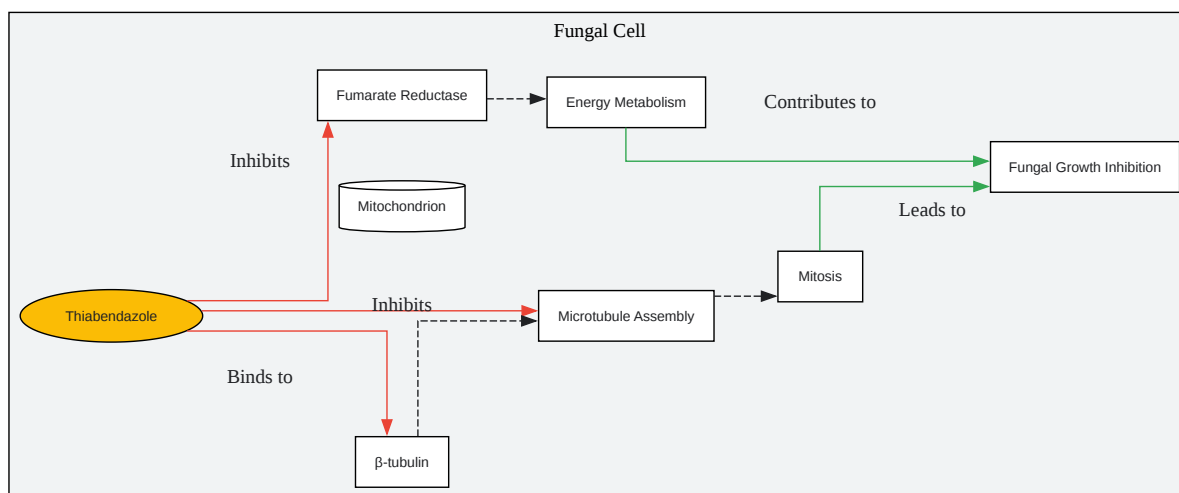 Fungal Cell
Fumarate Reductase
Energy Metabolism
Contributes to
Inhibits
Fungal Growth Inhibition
Mitochondrion
Leads to
Mitosis
Thiabendazole
Inhibits
Microtubule Assembly
Binds to
β-tubulin